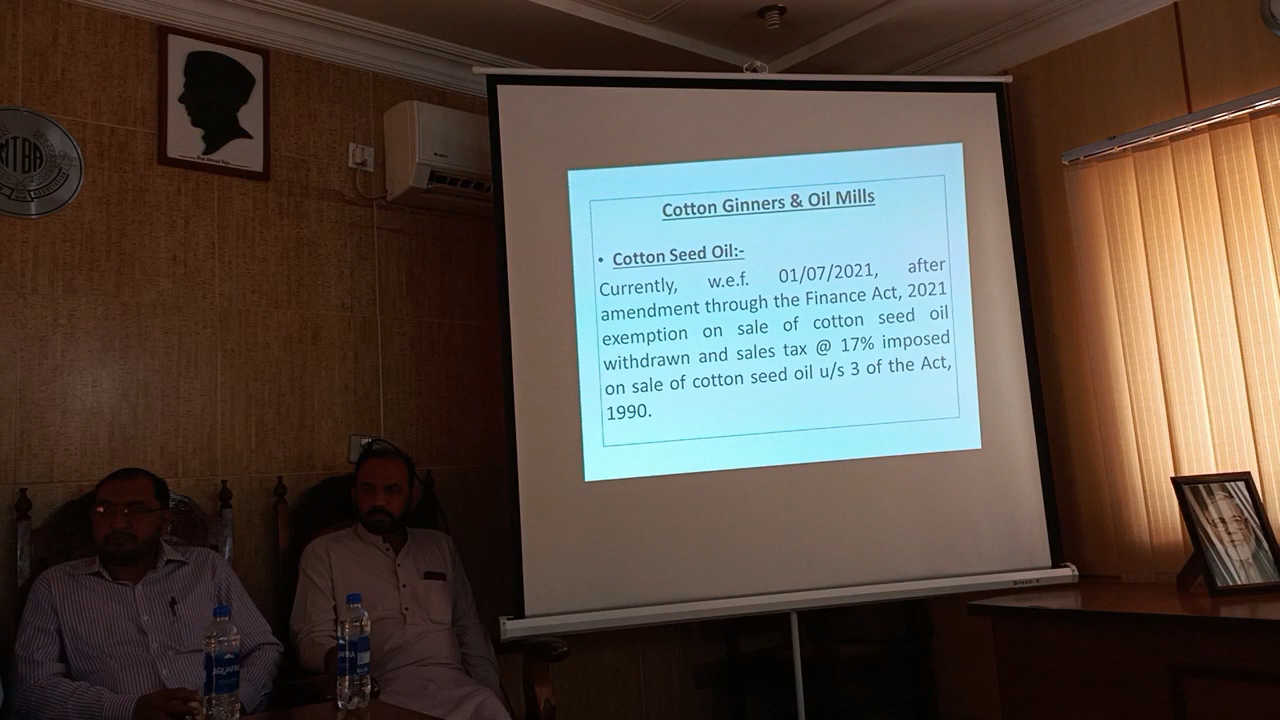 MTBA
Cotton Ginners & Oil Mills
• Cotton Seed Oil:-
Currently, w.e.f. 01/07/2021, after
amendment through the Finance Act, 2021
exemption on sale of cotton seed oil
withdrawn and sales tax @ 17% imposed
on sale of cotton seed oil u/s 3 of the Act,
1990.
AQUAFINA